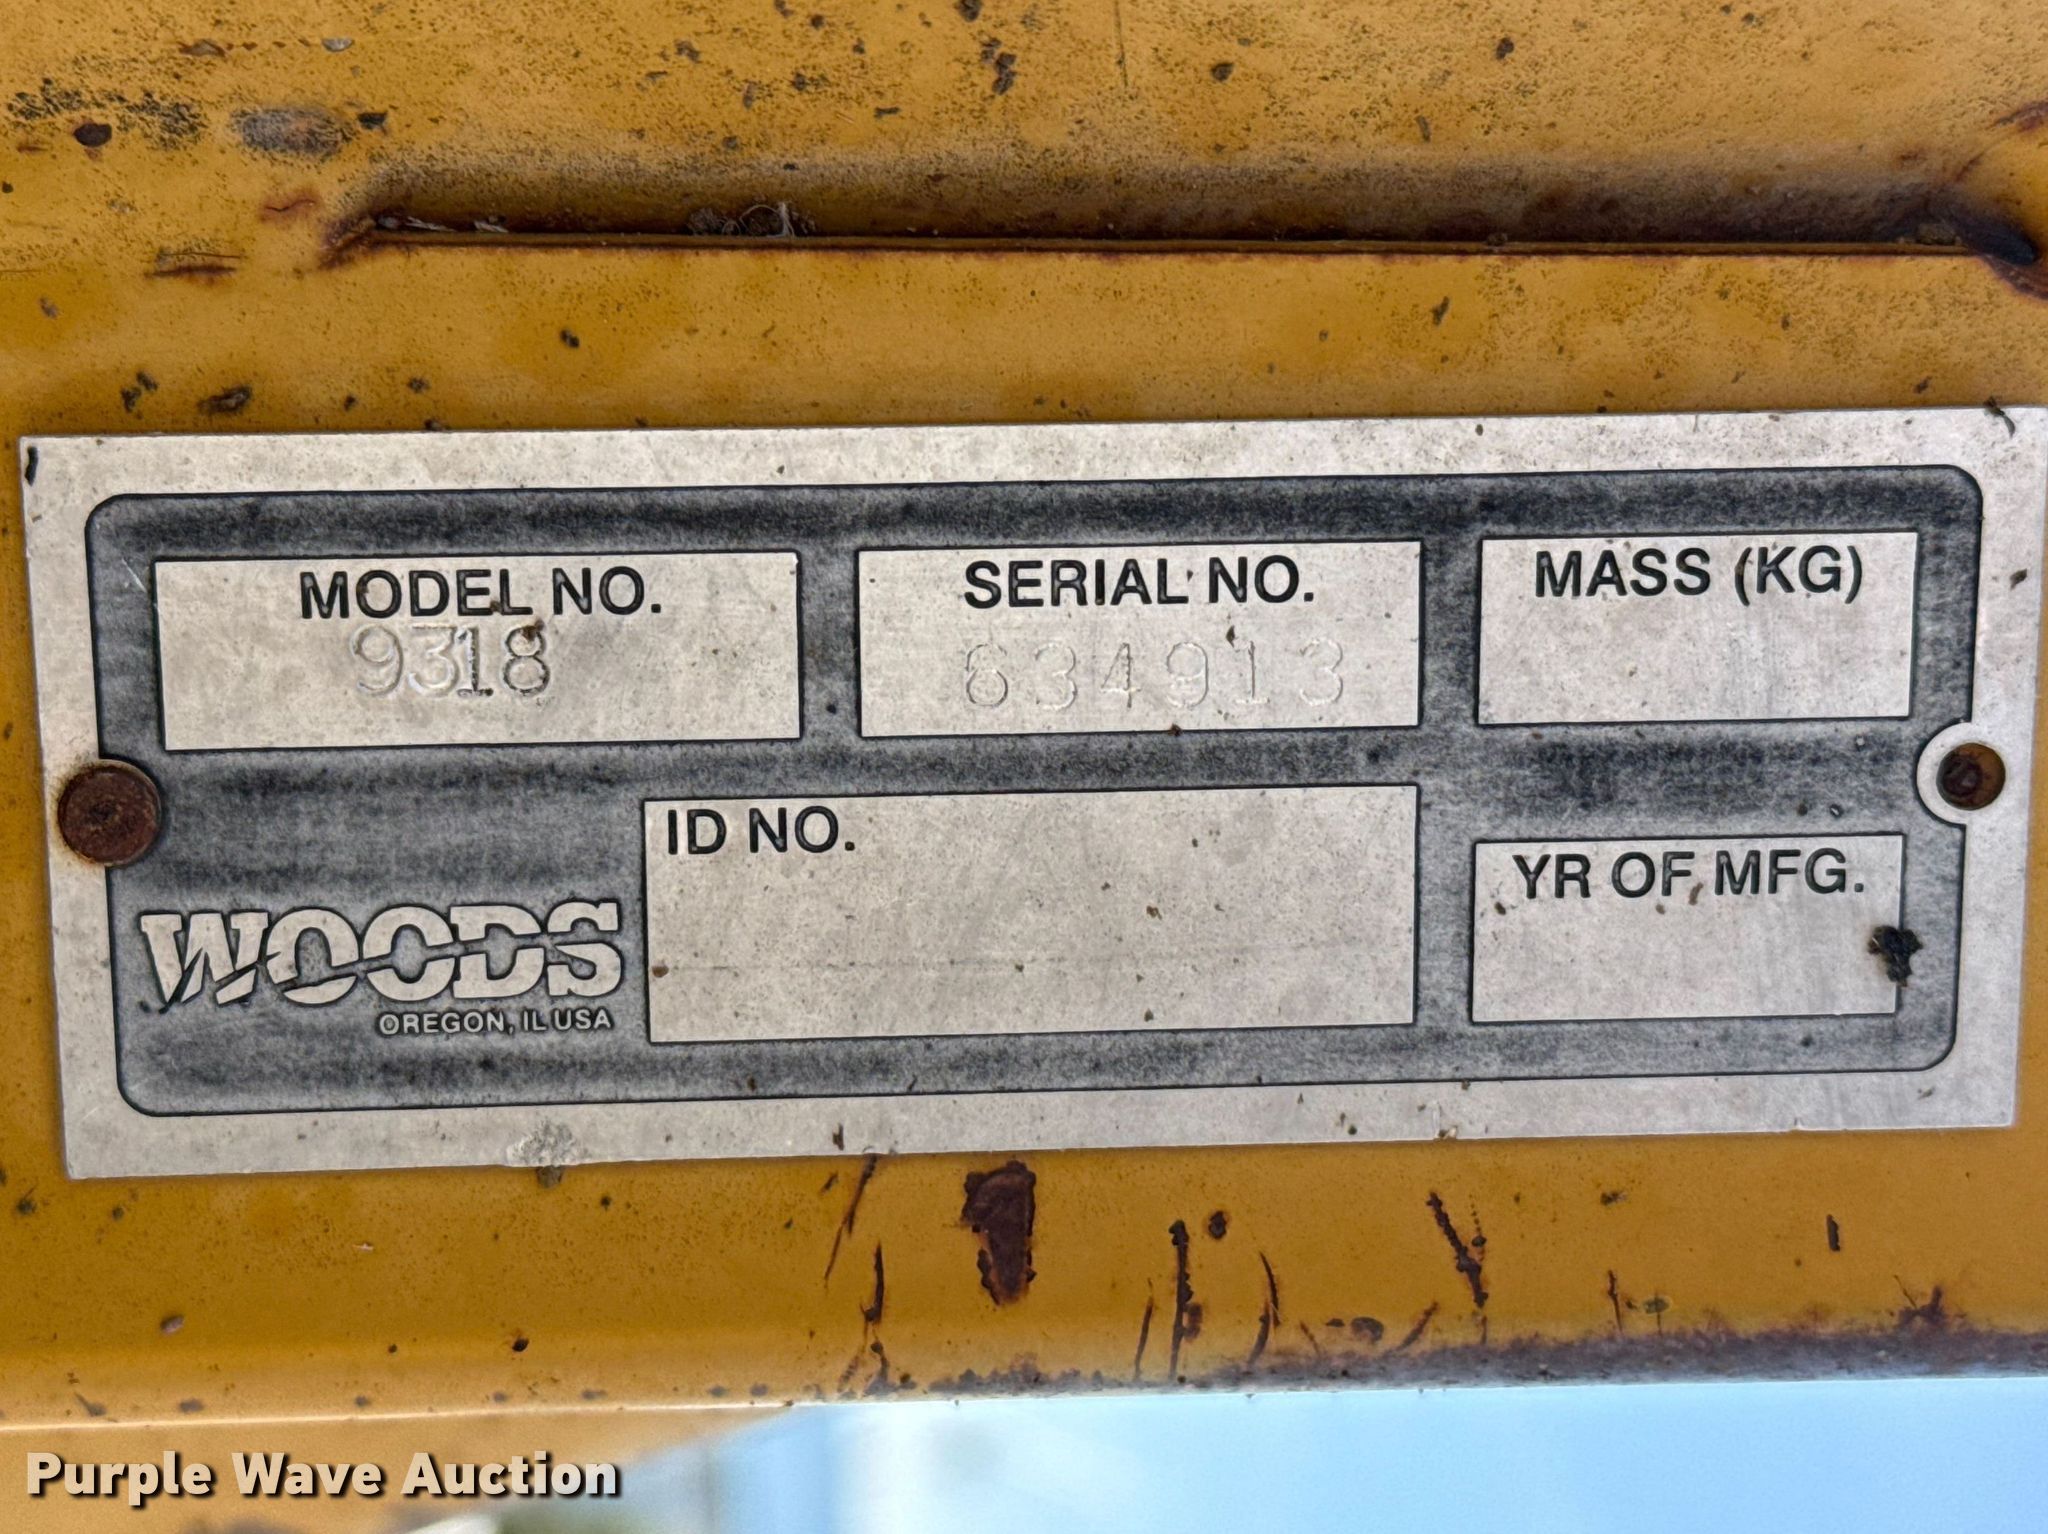 MODEL NO.
9318
SERIAL NO.
634913
MASS (KG)
ID NO.
YR OF MFG.
WOODS
OREGON, IL USA
Purple Wave Auction